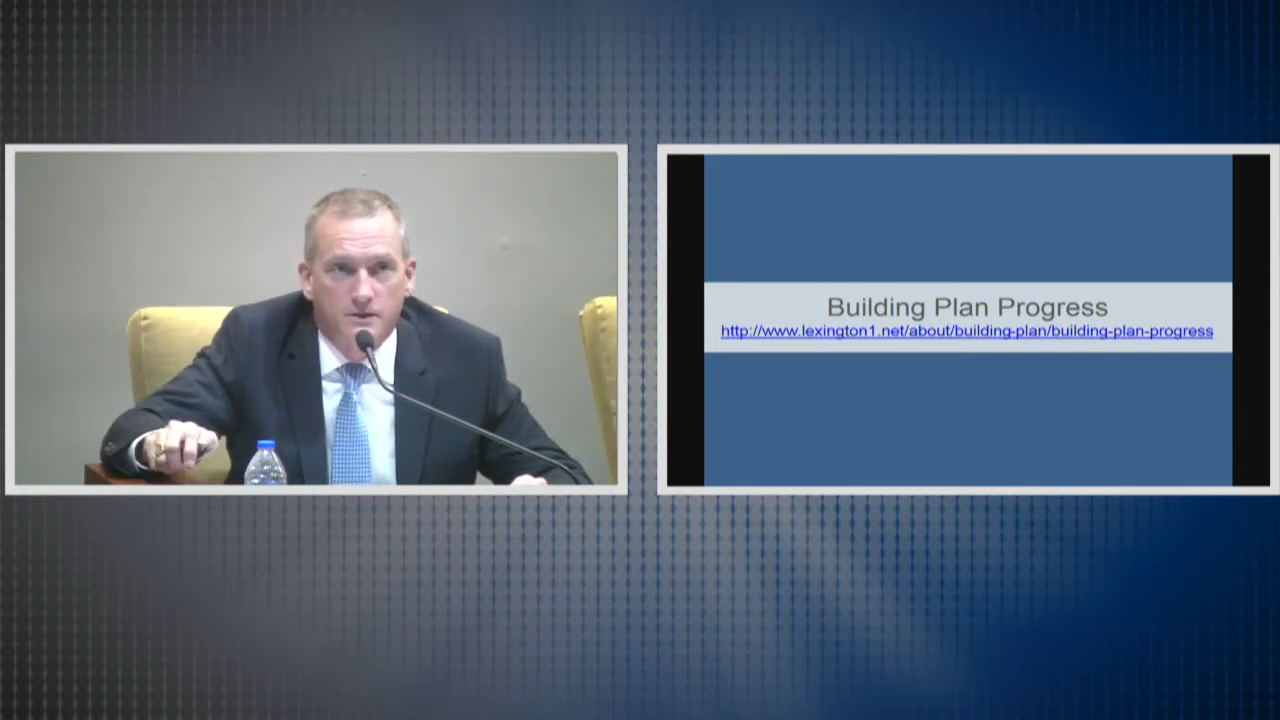 Building Plan Progress
http://www.lexington1.net/about/building-plan/building-plan-progress